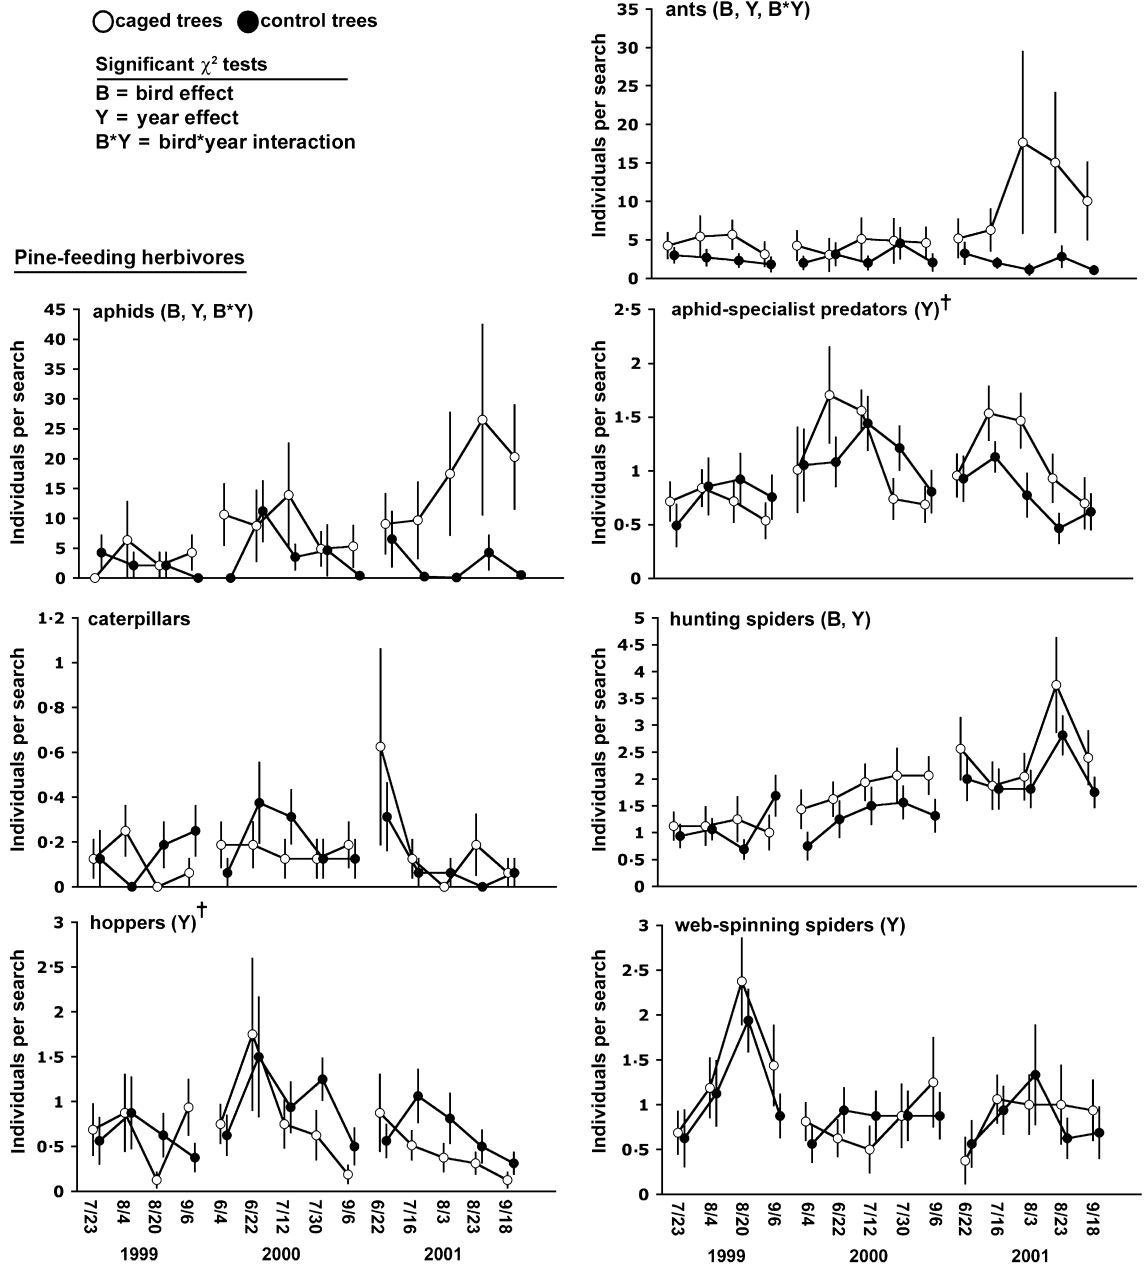 caged trees control trees
Significant χ² tests
B = bird effect
Y = year effect
B*Y = bird*year interaction
ants (B, Y, B*Y)
Individuals per search
35
30
25
20
15
10
5
0
Pine-feeding herbivores
aphids (B, Y, B*Y)
Individuals per search
45
40
35
30
25
20
15
10
5
0
aphid-specialist predators (Y)†
Individuals per search
2·5
2
1·5
1
0·5
0
caterpillars
Individuals per search
1·2
1
0·8
0·6
0·4
0·2
0
hunting spiders (B, Y)
Individuals per search
5
4·5
4
3·5
3
2·5
2
1·5
1
0·5
0
hoppers (Y)†
Individuals per search
3
2·5
2
1·5
1
0·5
0
7/23 8/4 8/20 9/6 6/4 6/22 7/12 7/30 9/6 6/22 7/16 8/3 8/23 9/18
1999 2000 2001
web-spinning spiders (Y)
Individuals per search
3
2·5
2
1·5
1
0·5
0
7/23 8/4 8/20 9/6 6/4 6/22 7/12 7/30 9/6 6/22 7/16 8/3 8/23 9/18
1999 2000 2001